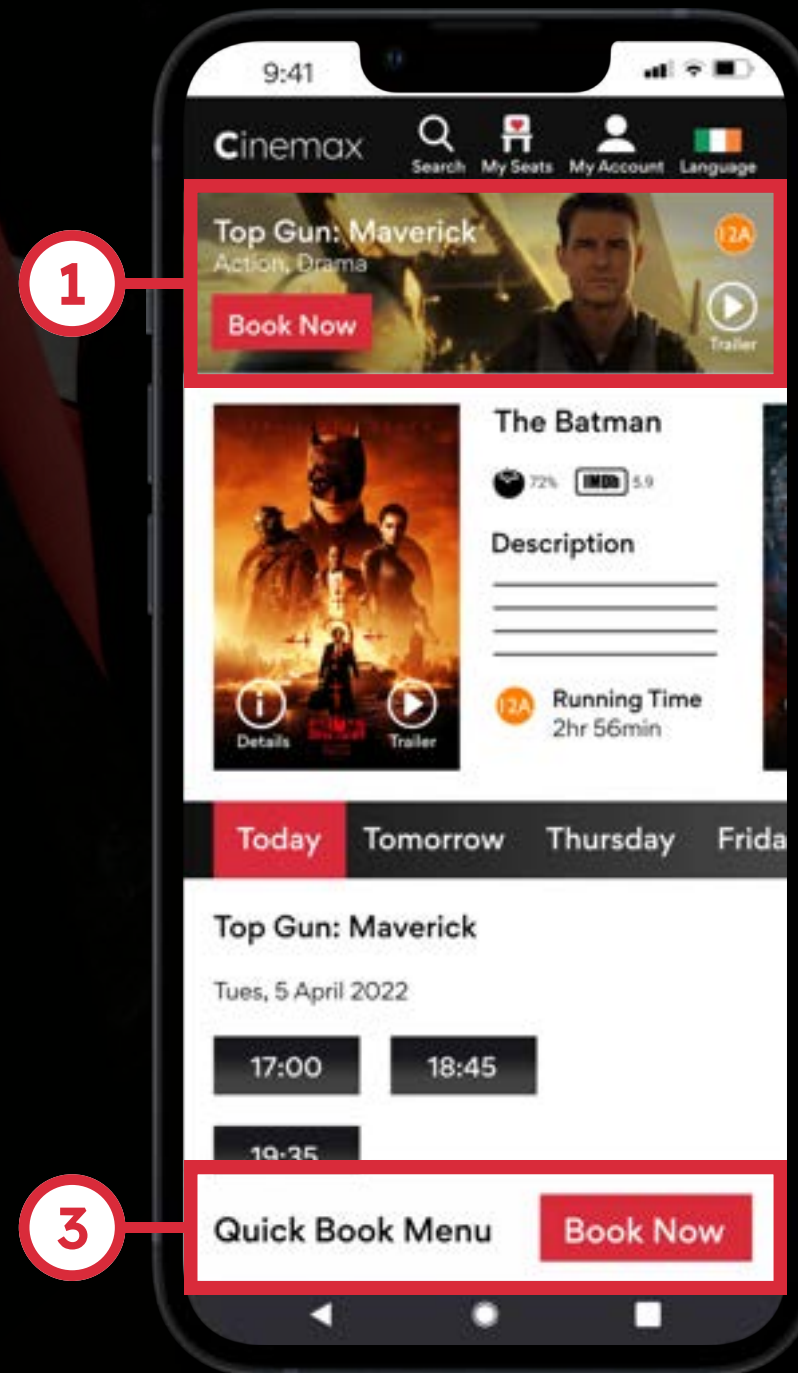 9:41
Cinemax
Search My Seats My Account Language
1
Top Gun: Maverick
12A
Action, Drama
Book Now
Trailer
The Batman
72% IMDb 5.9
Description
12A
Running Time
2hr 56min
Details Trailer
Today Tomorrow Thursday Frida
Top Gun: Maverick
Tues, 5 April 2022
17:00 18:45
19:35
3
Quick Book Menu Book Now